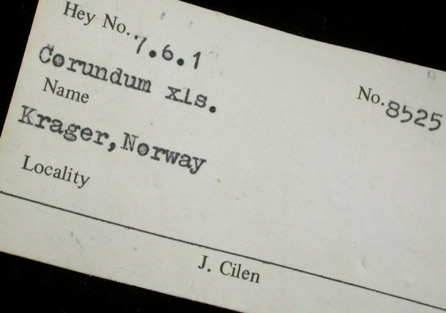 Hey No. 7.6.1
Corundum xls. No. 8525
Name
Krager, Norway
Locality
J. Cilen